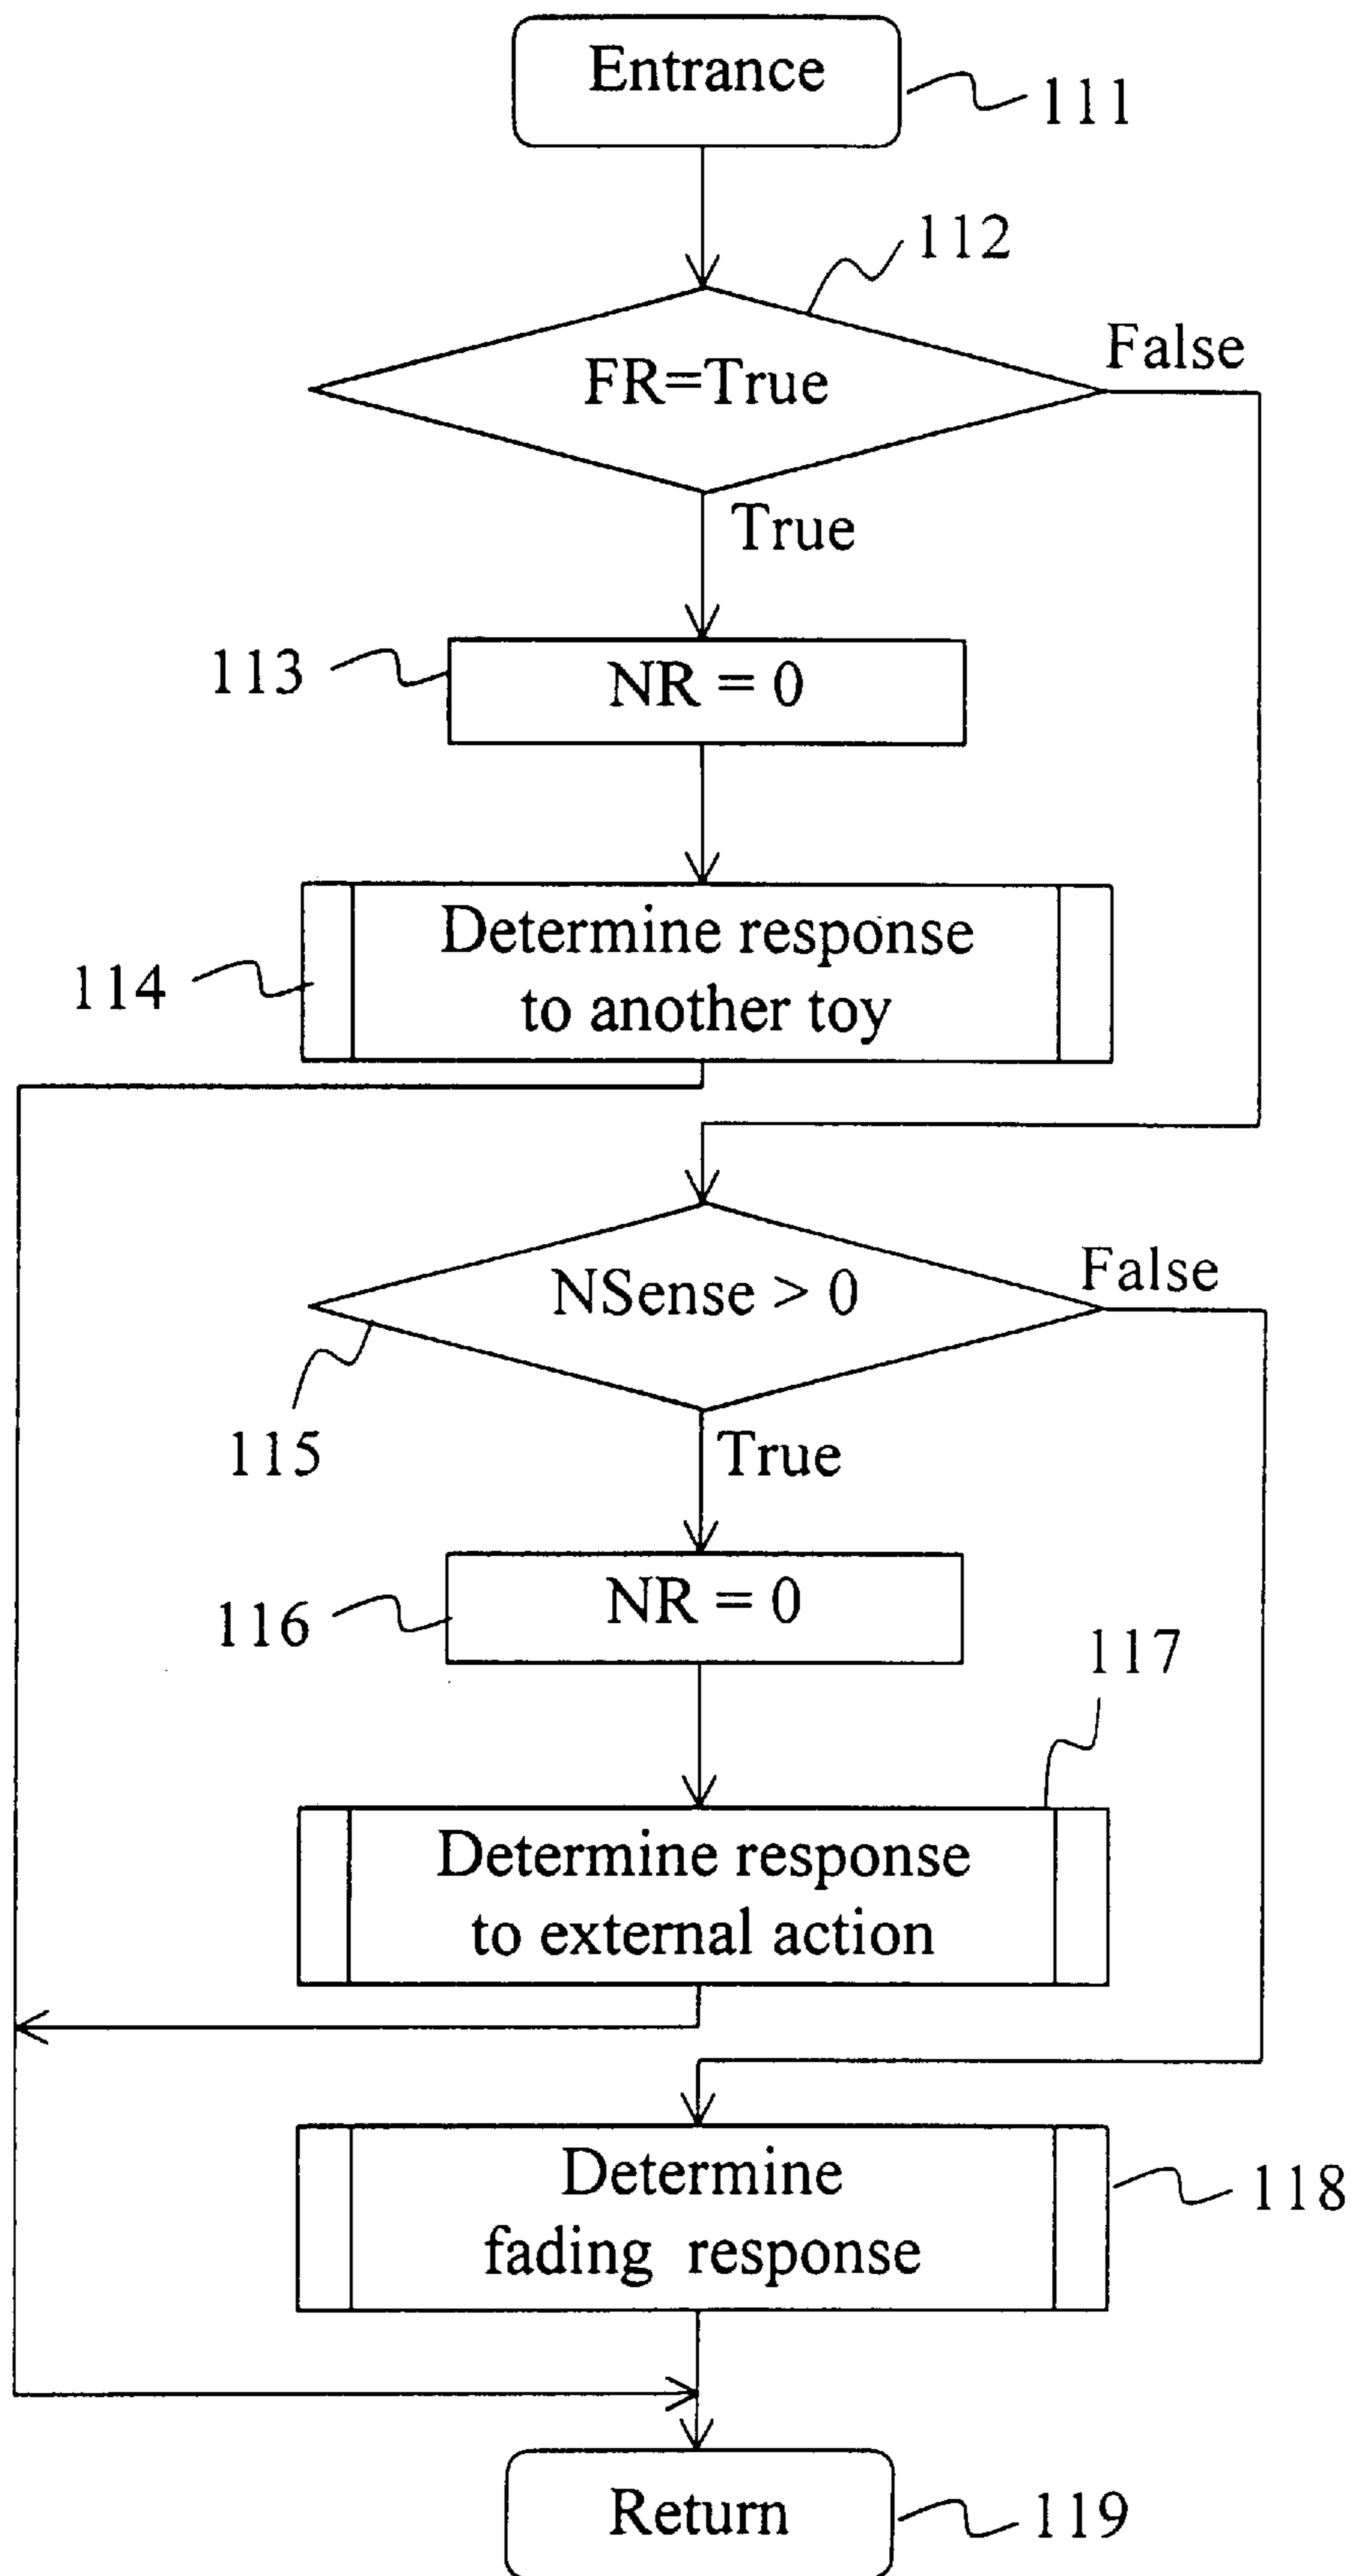 Entrance
111
112
FR=True
False
True
113
NR = 0
Determine response
to another toy
114
NSense > 0
False
115
True
NR = 0
116
117
Determine response
to external action
Determine
fading response
118
Return
119